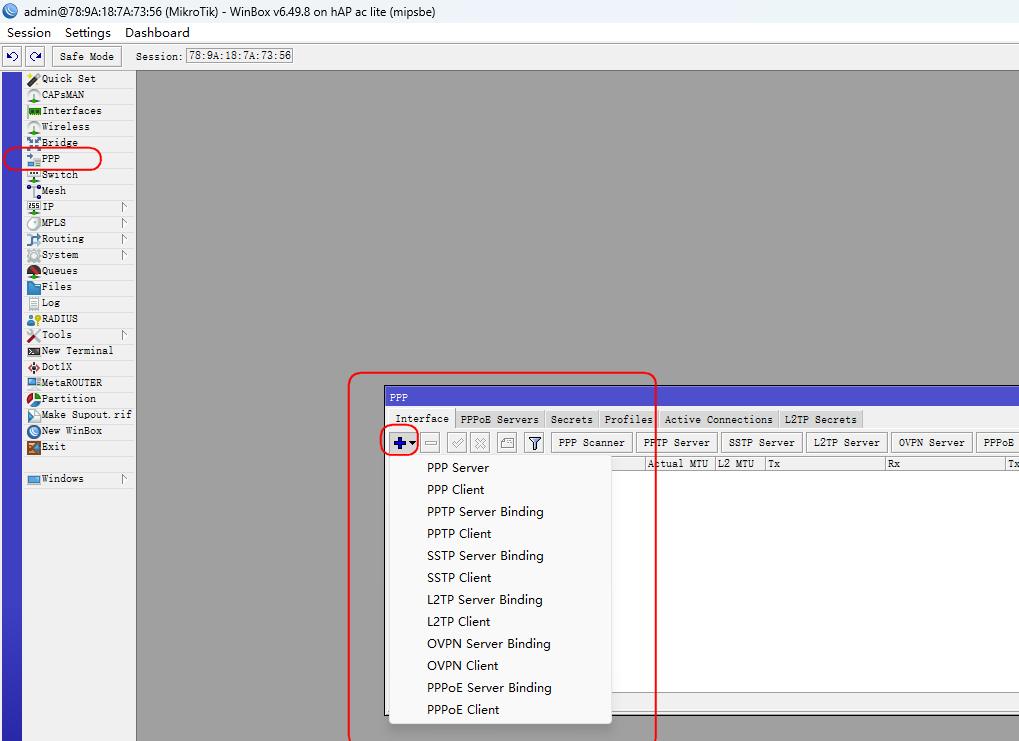 admin@78:9A:18:7A:73:56 (MikroTik) - WinBox v6.49.8 on hAP ac lite (mipsbe)
Session Settings Dashboard
Safe Mode Session: 78:9A:18:7A:73:56
Quick Set
CAPsMAN
Interfaces
Wireless
Bridge
PPP
Switch
Mesh
IP
MPLS
Routing
System
Queues
Files
Log
RADIUS
Tools
New Terminal
Dot1X
MetaROUTER
Partition
Make Supout.rif
New WinBox
Exit
Windows
PPP
Interface PPPoE Servers Secrets Profiles Active Connections L2TP Secrets
PPP Scanner PPTP Server SSTP Server L2TP Server OVPN Server PPPoE
Actual MTU L2 MTU Tx Rx Tx
PPP Server
PPP Client
PPTP Server Binding
PPTP Client
SSTP Server Binding
SSTP Client
L2TP Server Binding
L2TP Client
OVPN Server Binding
OVPN Client
PPPoE Server Binding
PPPoE Client